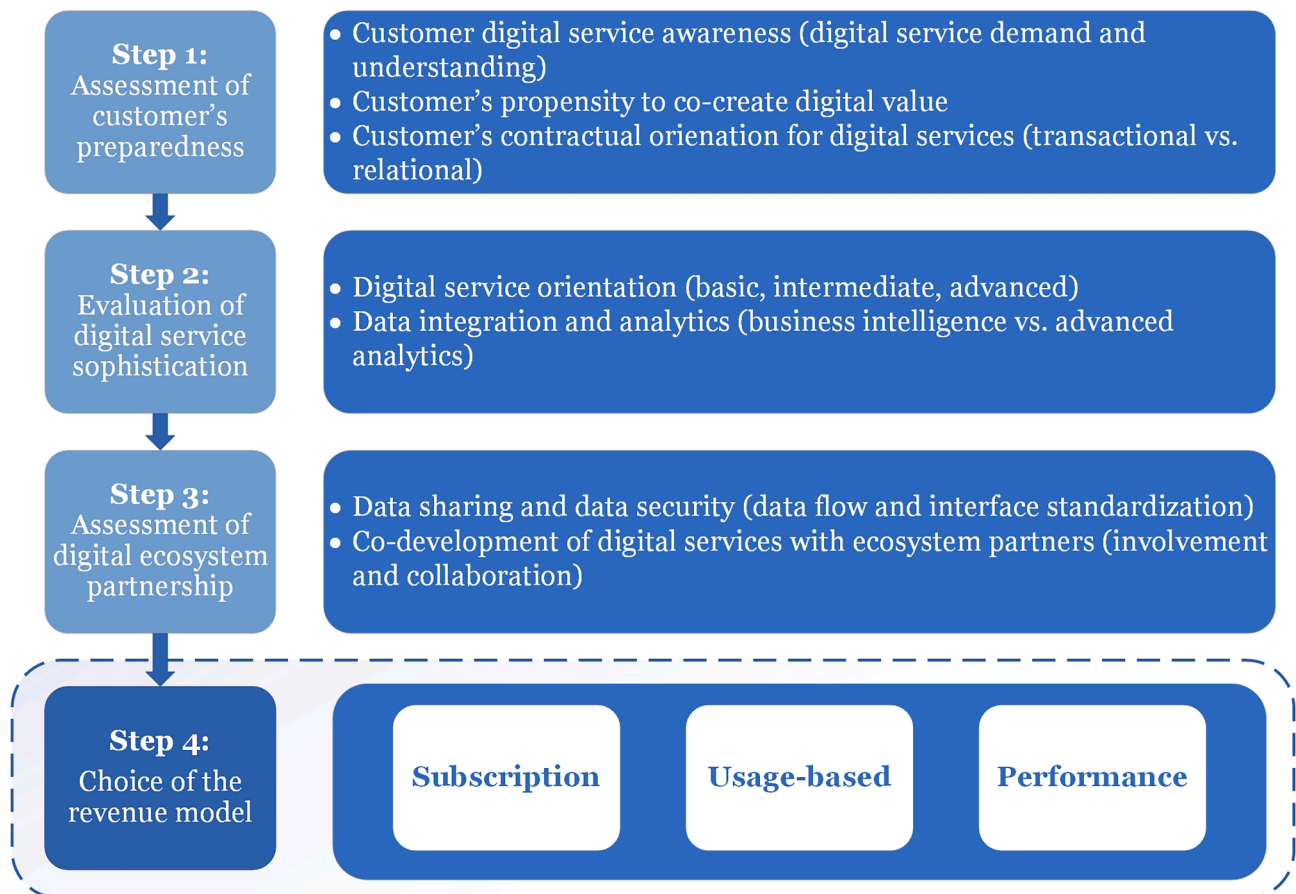 Step 1:
Assessment of
customer's
preparedness
• Customer digital service awareness (digital service demand and
understanding)
• Customer’s propensity to co-create digital value
• Customer’s contractual orienation for digital services (transactional vs.
relational)
Step 2:
Evaluation of
digital service
sophistication
• Digital service orientation (basic, intermediate, advanced)
• Data integration and analytics (business intelligence vs. advanced
analytics)
Step 3:
Assessment of
digital ecosystem
partnership
• Data sharing and data security (data flow and interface standardization)
• Co-development of digital services with ecosystem partners (involvement
and collaboration)
Step 4:
Choice of the
revenue model
Subscription
Usage-based
Performance